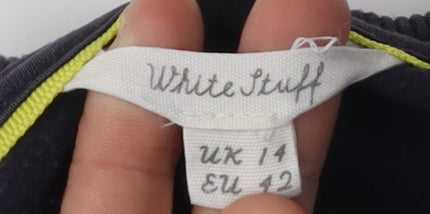 White Stuff
UK 14
EU 42